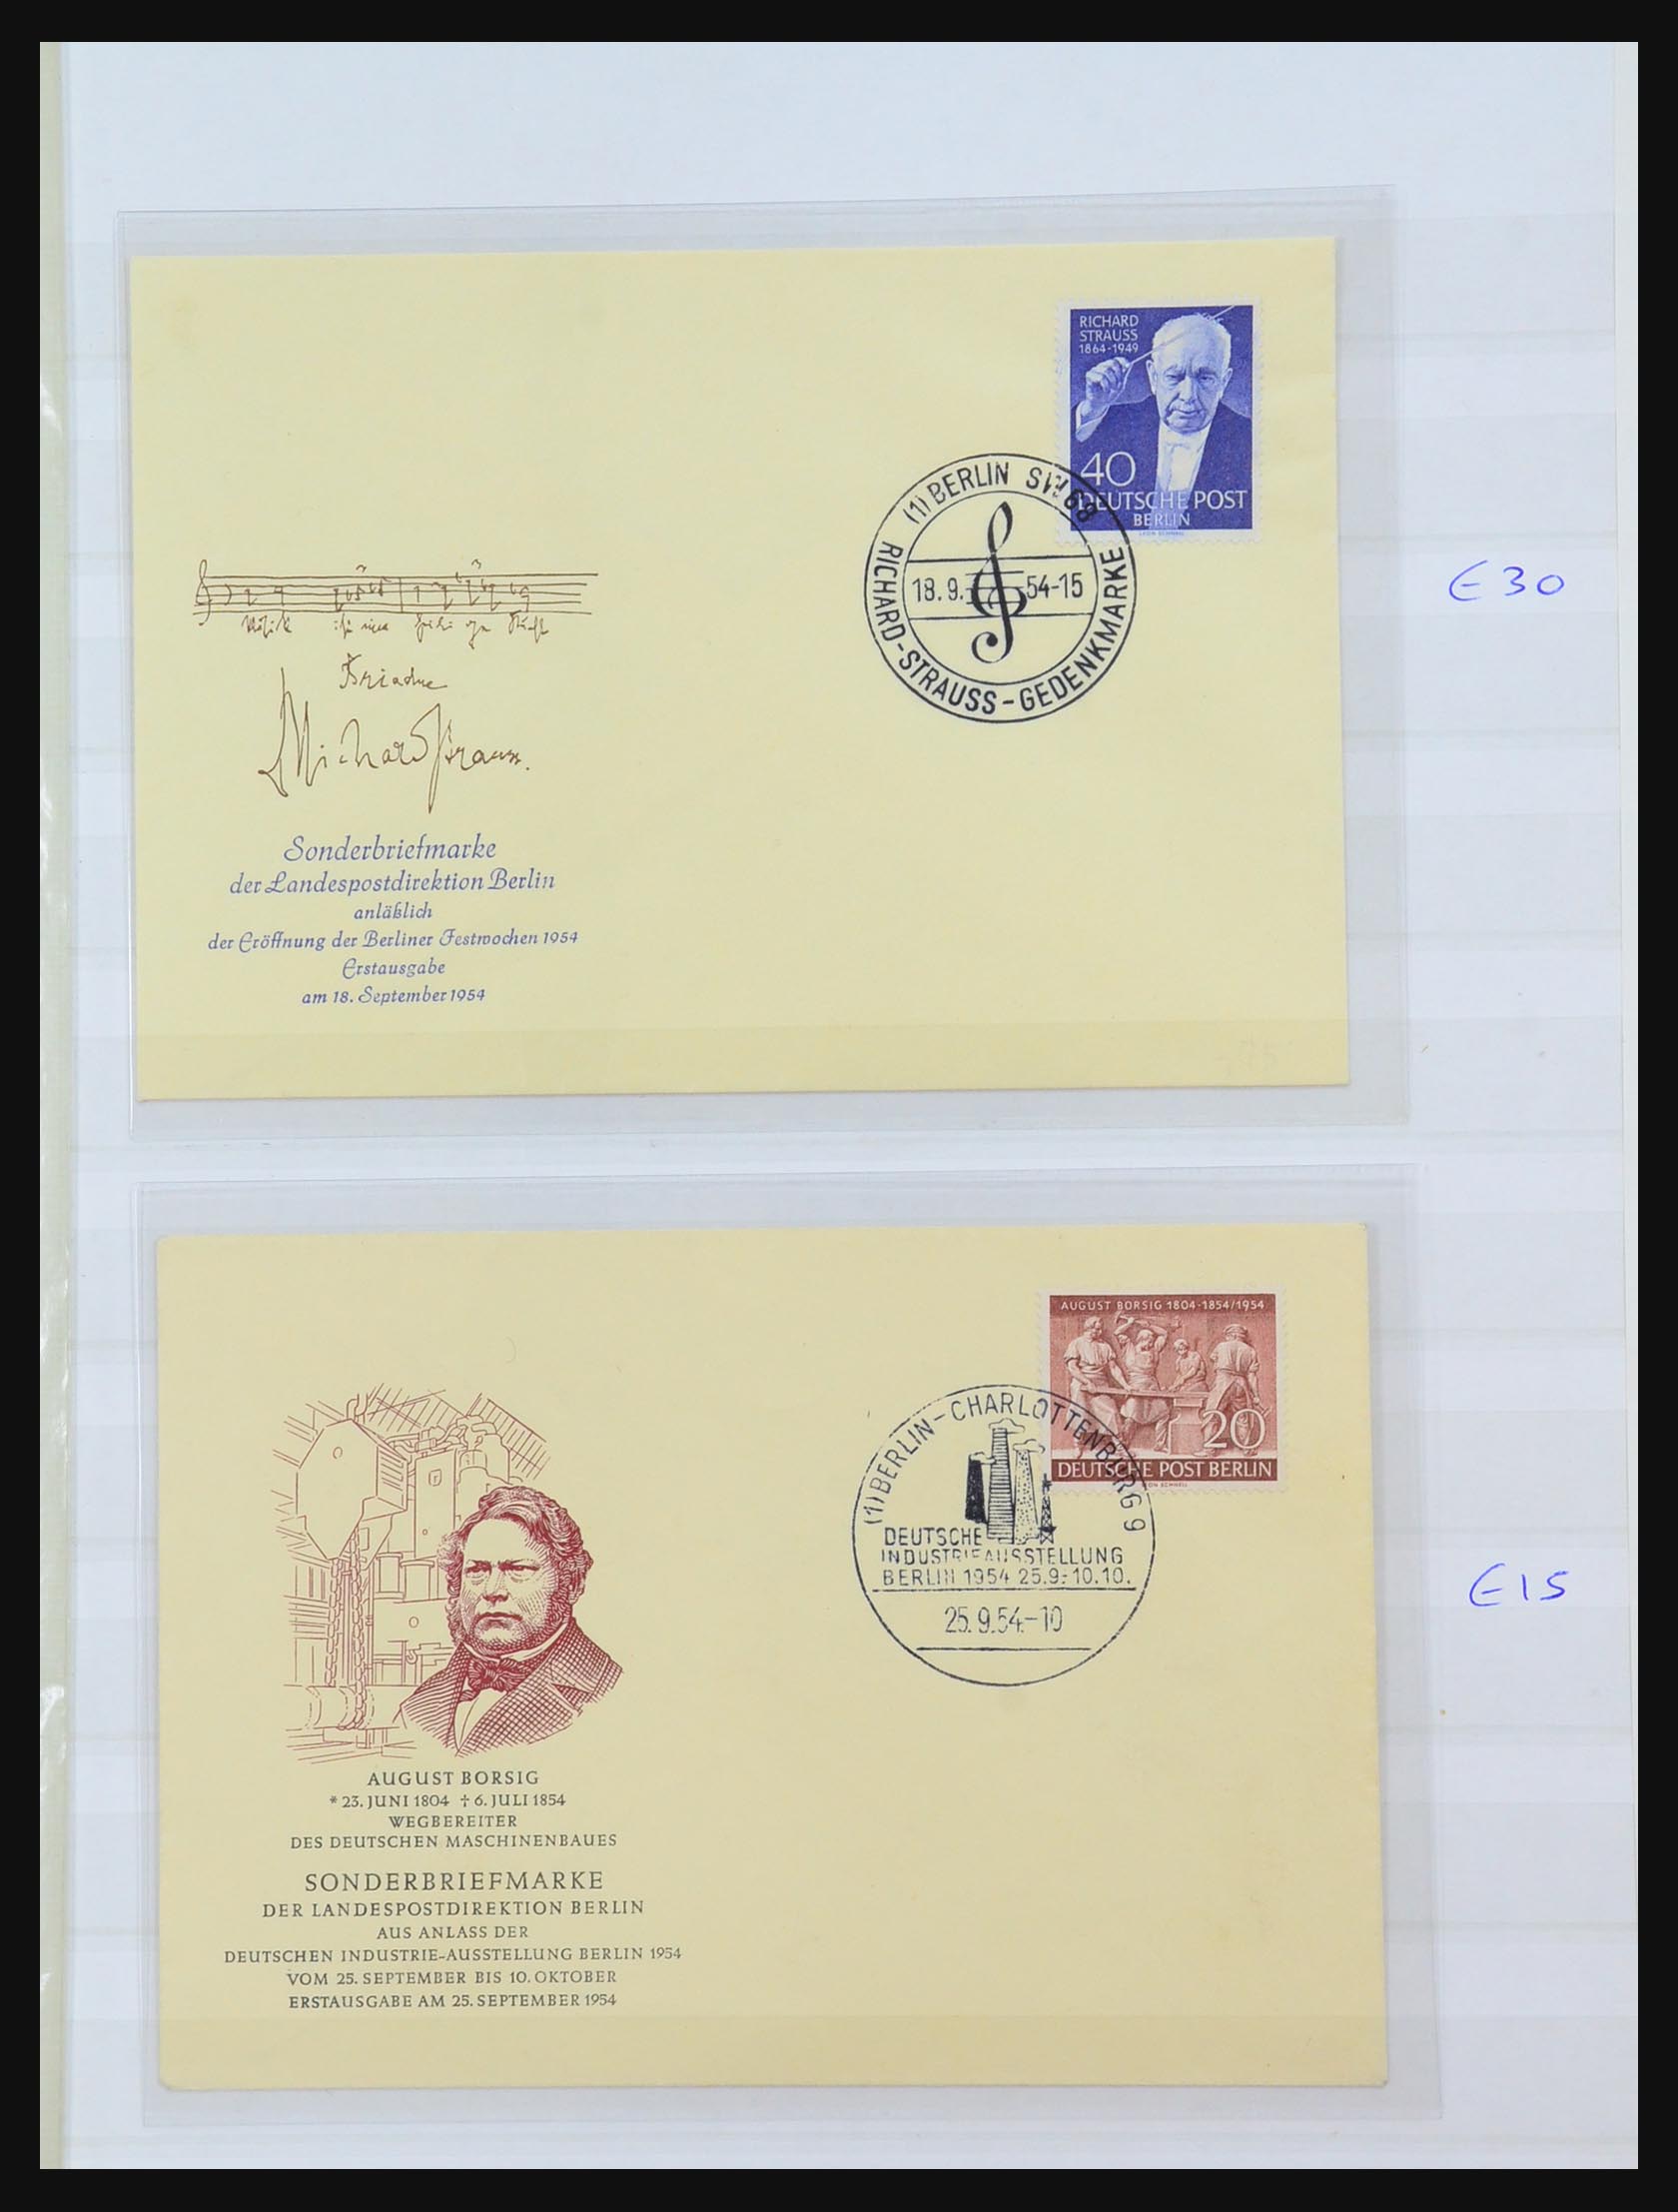 RICHARD
STRAUSS
1864-1949
40
DEUTSCHE POST
BERLIN
(1) BERLIN SW 68
18. 9. 54-15
RICHARD-STRAUSS-GEDENKMARKE
€30
Ariadne
Richard Strauss.
Sonderbriefmarke
der Landespostdirektion Berlin
anläßlich
der Eröffnung der Berliner Festwochen 1954
Erstausgabe
am 18. September 1954
AUGUST BORSIG 1804-1854/1954
20
DEUTSCHE POST BERLIN
(1) BERLIN-CHARLOTTENBURG 9
DEUTSCHE
INDUSTRIEAUSSTELLUNG
BERLIN 1954 25.9.-10.10.
25.9.54-10
€15
AUGUST BORSIG
* 23. JUNI 1804 † 6. JULI 1854
WEGBEREITER
DES DEUTSCHEN MASCHINENBAUES
SONDERBRIEFMARKE
DER LANDESPOSTDIREKTION BERLIN
AUS ANLASS DER
DEUTSCHEN INDUSTRIE-AUSSTELLUNG BERLIN 1954
VOM 25. SEPTEMBER BIS 10. OKTOBER
ERSTAUSGABE AM 25. SEPTEMBER 1954